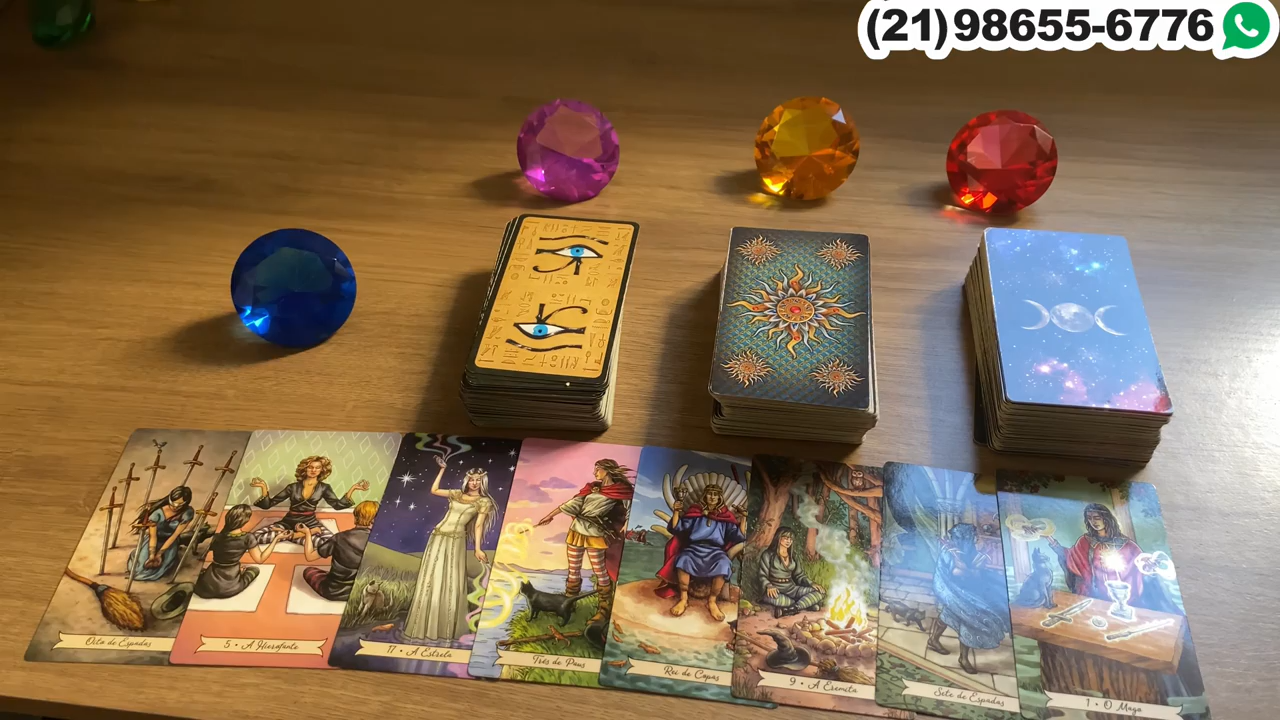 (21)98655-6776
Oito de Espadas
5 • A Hierofante
17 • A Estrela
Três de Paus
Rei de Copas
9 • A Eremita
Sete de Espadas
1 • O Mago